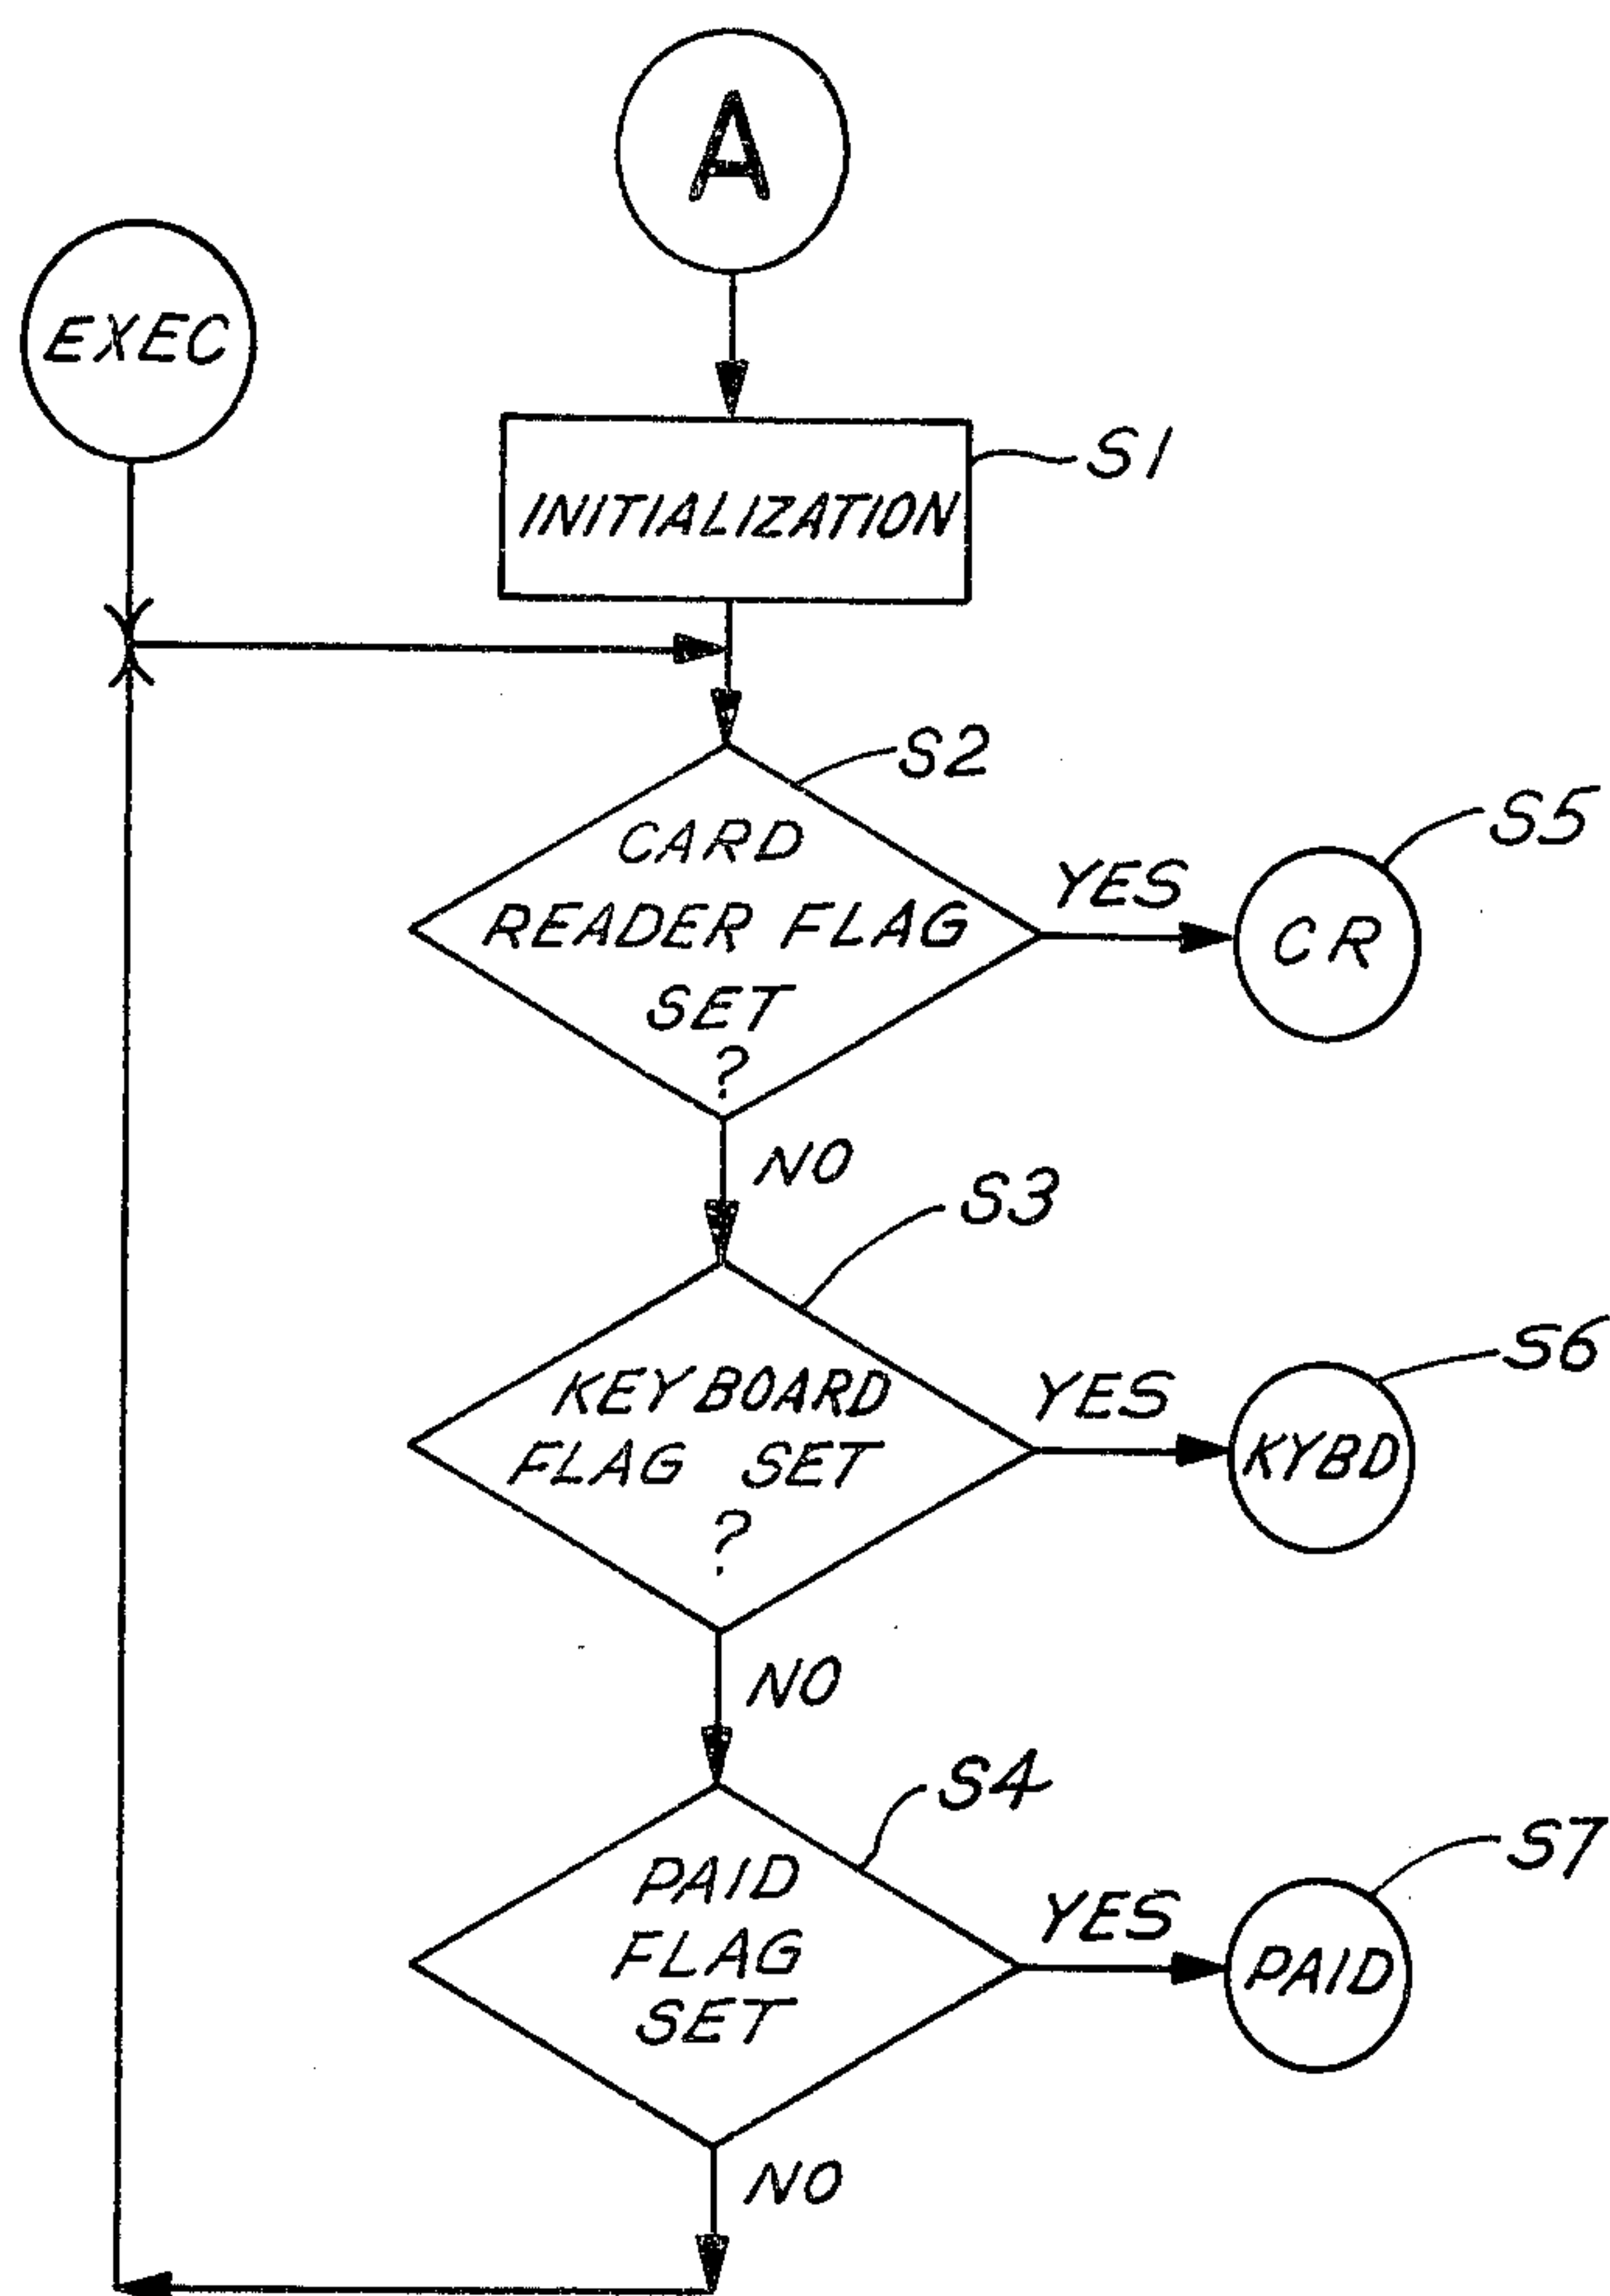 A
EXEC
S1
INITIALIZATION
S2
CARD
READER FLAG
SET
?
YES
S5
CR
NO
S3
KEYBOARD
FLAG SET
?
YES
S6
KYBD
NO
S4
PAID
FLAG
SET
YES
S7
PAID
NO